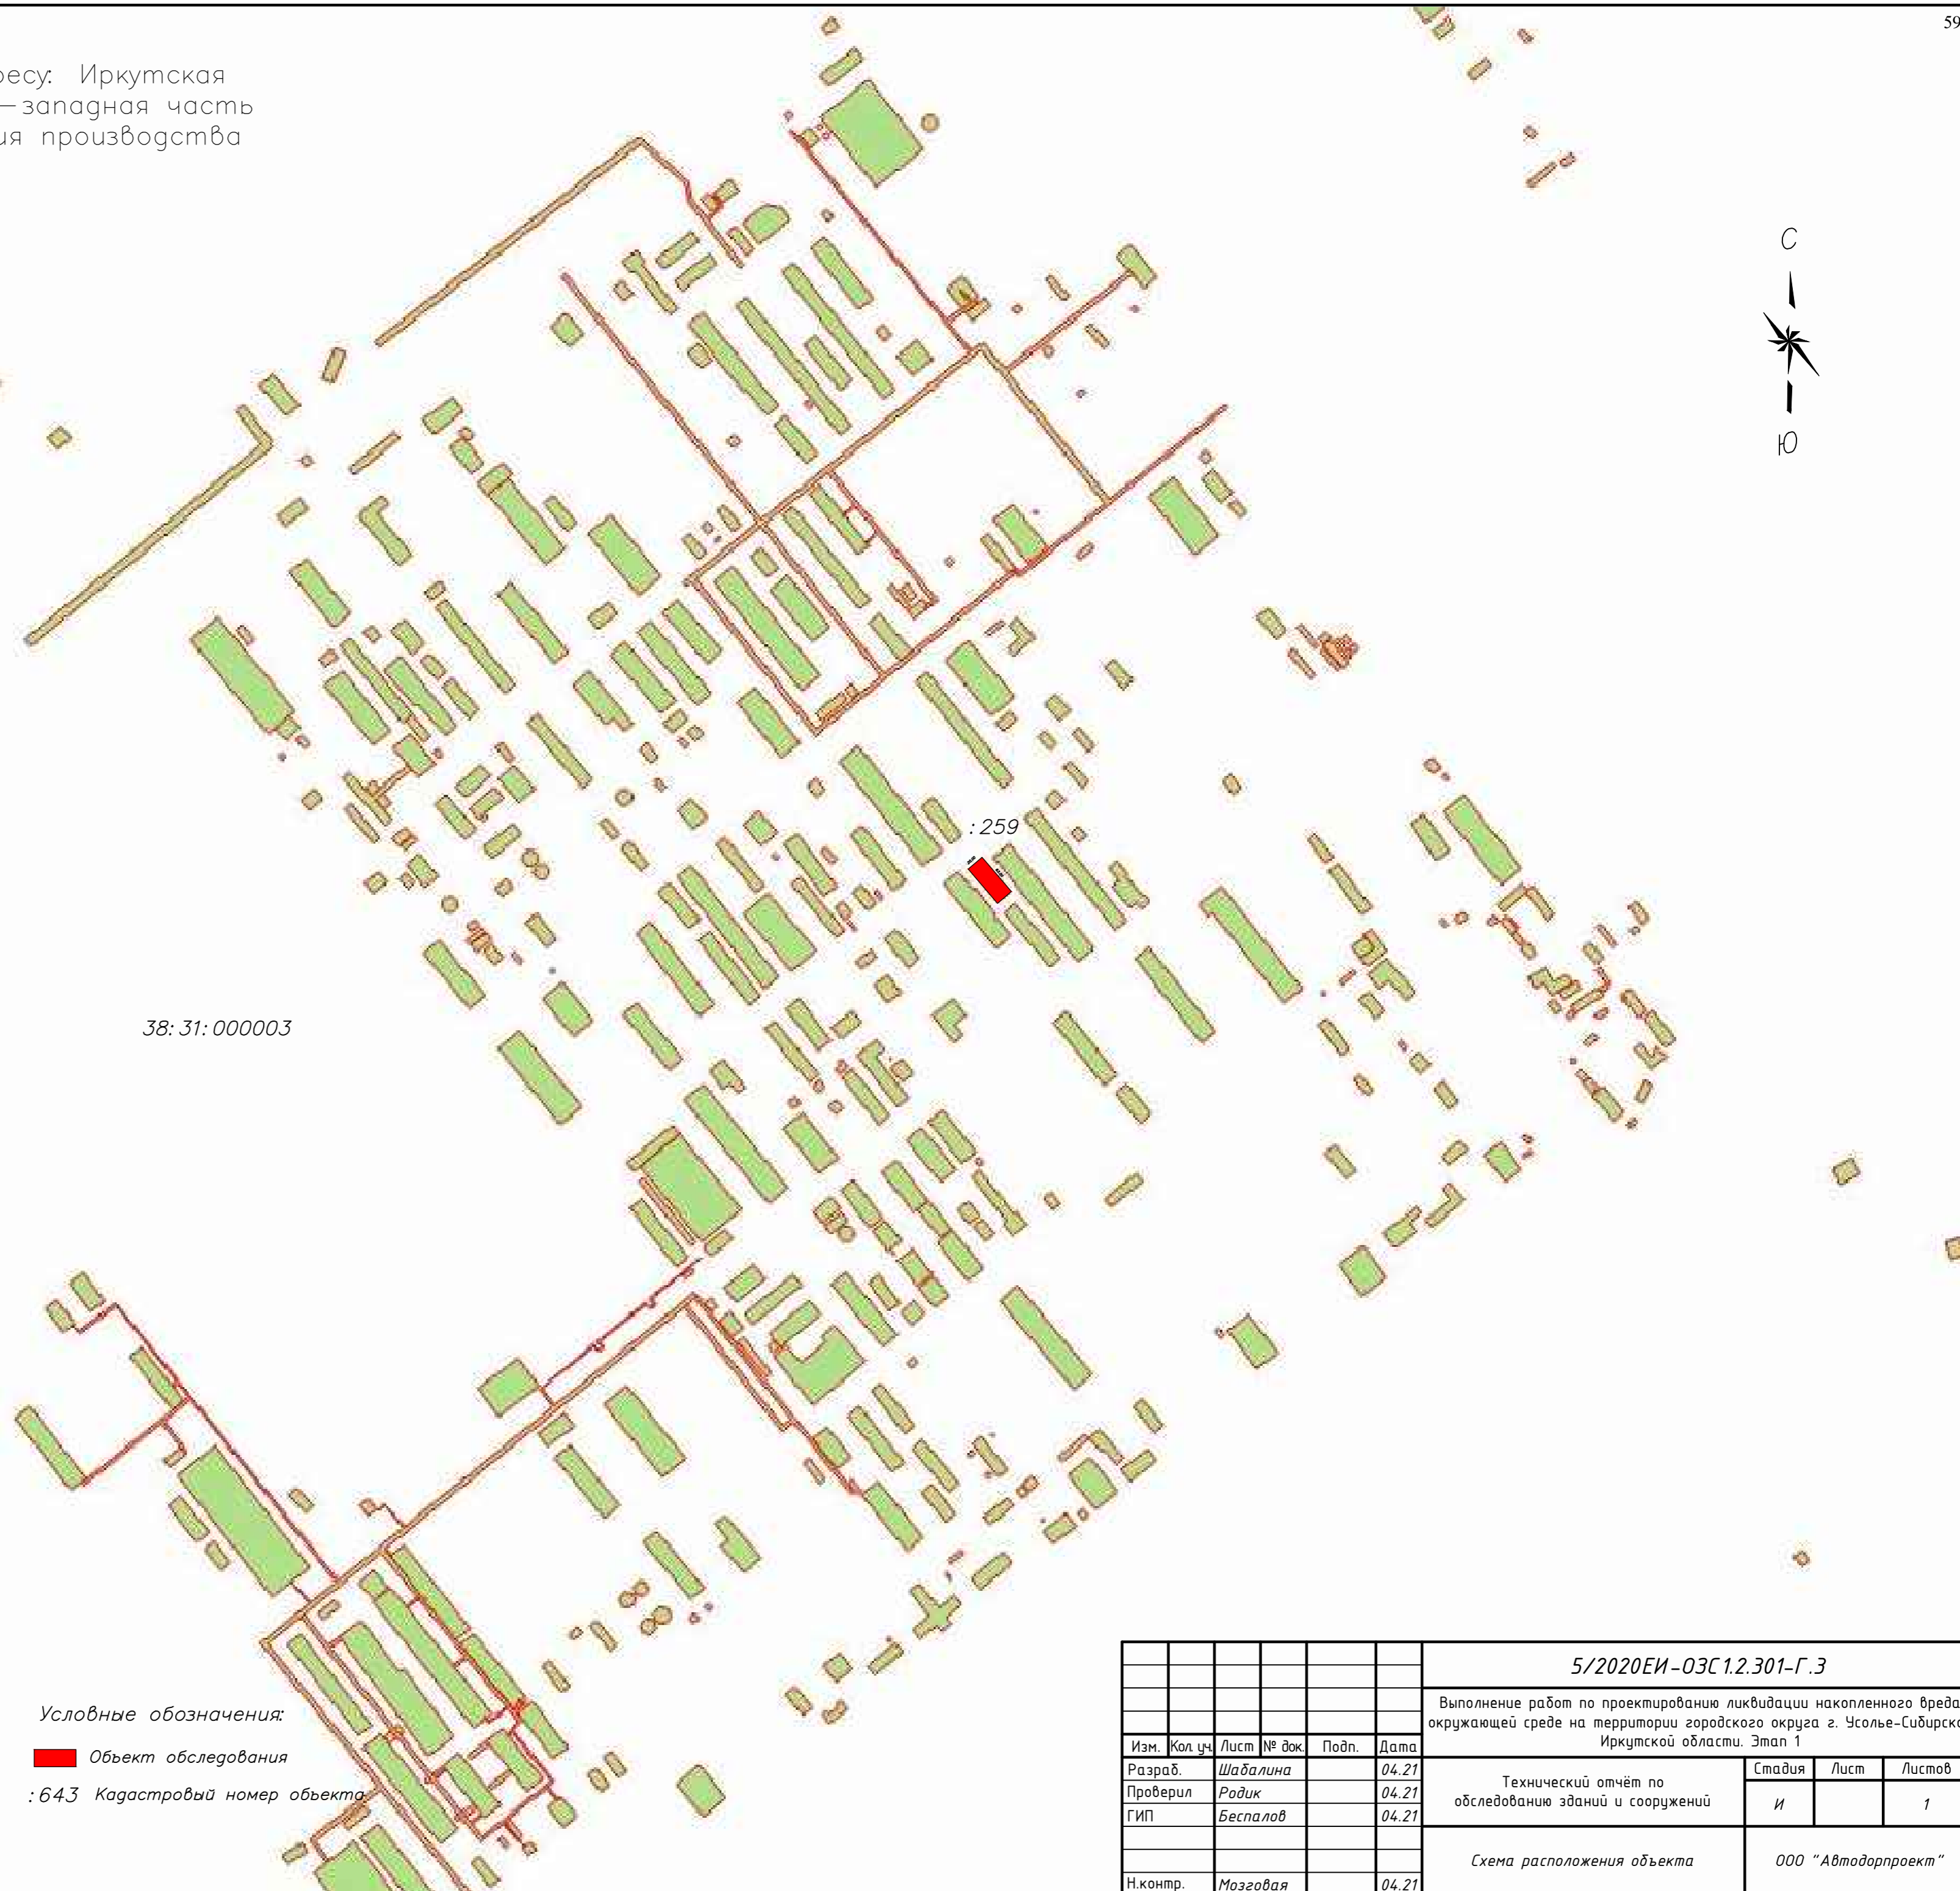 59
ресу: Иркутская
–западная часть
ия производства
С
Ю
:259
38:31:000003
Условные обозначения:
Объект обследования
:643 Кадастровый номер объекта
5/2020ЕИ-ОЗС1.2.301-Г.3
Выполнение работ по проектированию ликвидации накопленного вреда
окружающей среде на территории городского округа г. Усолье-Сибирско
Иркутской области. Этап 1
Изм. Кол.уч Лист № док. Подп. Дата
Разраб. Шабалина 04.21
Проверил Родик 04.21
ГИП Беспалов 04.21
Н.контр. Мозговая 04.21
Технический отчёт по
обследованию зданий и сооружений
Стадия Лист Листов
И 1
Схема расположения объекта
ООО "Автодорпроект"